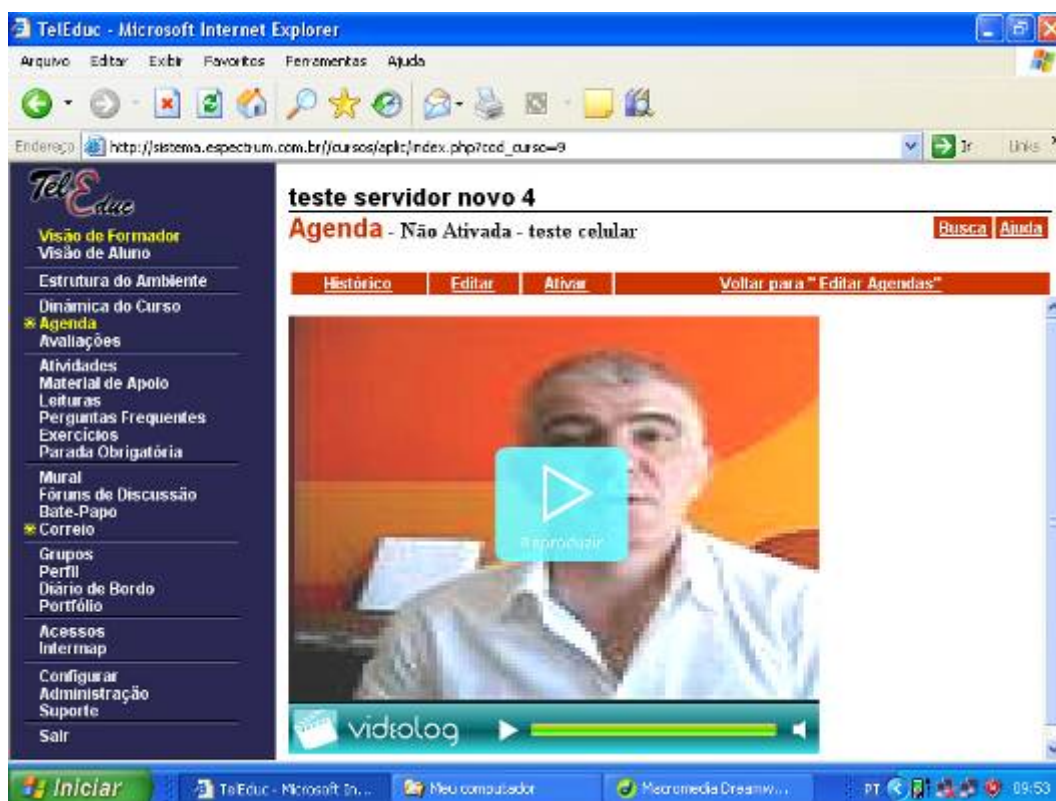 TelEduc - Microsoft Internet Explorer
Arquivo Editar Exibir Favoritos Ferramentas Ajuda
Endereço http://sistema.espectrum.com.br//cursos/aplic/index.php?cod_curso=9 Ir Links
TelEduc
Visão de Formador
Visão de Aluno
Estrutura do Ambiente
Dinâmica do Curso
Agenda
Avaliações
Atividades
Material de Apoio
Leituras
Perguntas Frequentes
Exercícios
Parada Obrigatória
Mural
Fóruns de Discussão
Bate-Papo
Correio
Grupos
Perfil
Diário de Bordo
Portfólio
Acessos
Intermap
Configurar
Administração
Suporte
Sair
teste servidor novo 4
Agenda - Não Ativada - teste celular
Busca Ajuda
Histórico Editar Ativar Voltar para "Editar Agendas"
Reproduzir
videolog
Iniciar TelEduc - Microsoft In... Meu computador Macromedia Dreamw... PT 09:53